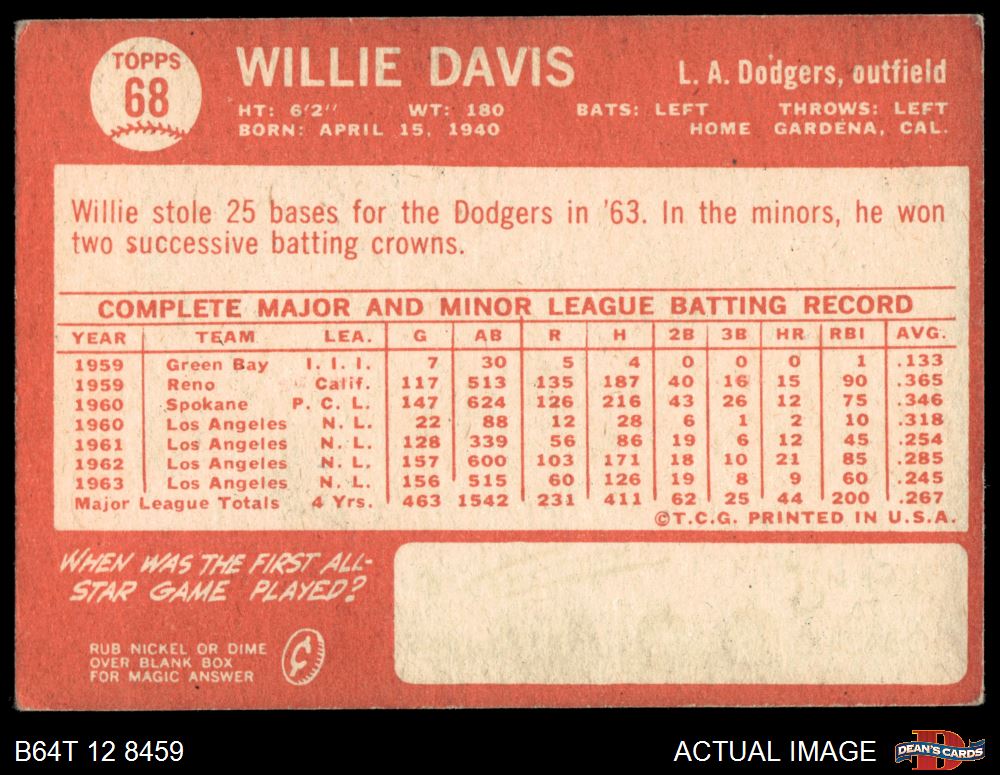 TOPPS
68
WILLIE DAVIS
L. A. Dodgers, outfield
HT: 6'2" WT: 180 BATS: LEFT THROWS: LEFT
BORN: APRIL 15, 1940 HOME GARDENA, CAL.
Willie stole 25 bases for the Dodgers in '63. In the minors, he won
two successive batting crowns.
COMPLETE MAJOR AND MINOR LEAGUE BATTING RECORD
YEAR TEAM LEA. G AB R H 2B 3B HR RBI AVG.
1959 Green Bay I. I. I. 7 30 5 4 0 0 0 1 .133
1959 Reno Calif. 117 513 135 187 40 16 15 90 .365
1960 Spokane P. C. L. 147 624 126 216 43 26 12 75 .346
1960 Los Angeles N. L. 22 88 12 28 6 1 2 10 .318
1961 Los Angeles N. L. 128 339 56 86 19 6 12 45 .254
1962 Los Angeles N. L. 157 600 103 171 18 10 21 85 .285
1963 Los Angeles N. L. 156 515 60 126 19 8 9 60 .245
Major League Totals 4 Yrs. 463 1542 231 411 62 25 44 200 .267
©T.C.G. PRINTED IN U.S.A.
WHEN WAS THE FIRST ALL-
STAR GAME PLAYED?
RUB NICKEL OR DIME
OVER BLANK BOX
FOR MAGIC ANSWER
¢
B64T 12 8459
ACTUAL IMAGE
D
DEAN'S CARDS